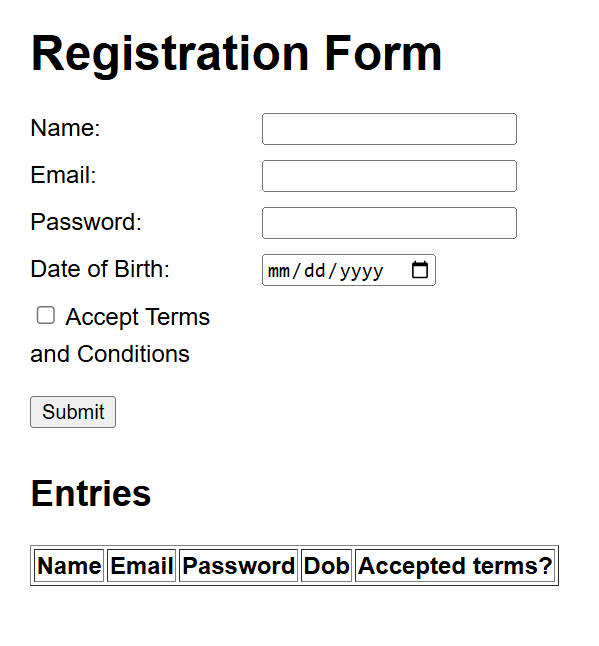 Registration Form
Name:
Email:
Password:
Date of Birth: mm/dd/yyyy
Accept Terms
and Conditions
Submit
Entries
Name Email Password Dob Accepted terms?